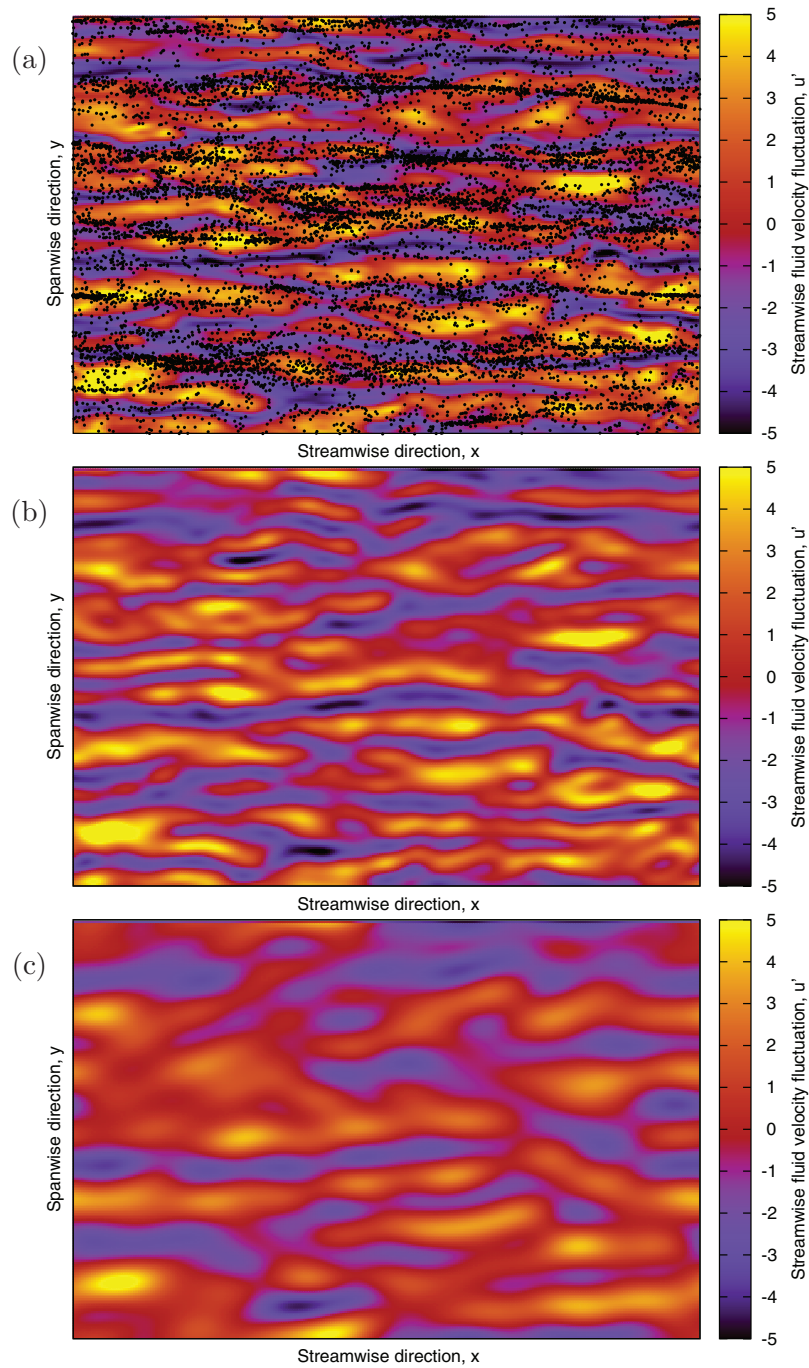 (a)
Spanwise direction, y
Streamwise direction, x
5
4
3
2
1
0
-1
-2
-3
-4
-5
Streamwise fluid velocity fluctuation, u'
(b)
Spanwise direction, y
Streamwise direction, x
5
4
3
2
1
0
-1
-2
-3
-4
-5
Streamwise fluid velocity fluctuation, u'
(c)
Spanwise direction, y
Streamwise direction, x
5
4
3
2
1
0
-1
-2
-3
-4
-5
Streamwise fluid velocity fluctuation, u'